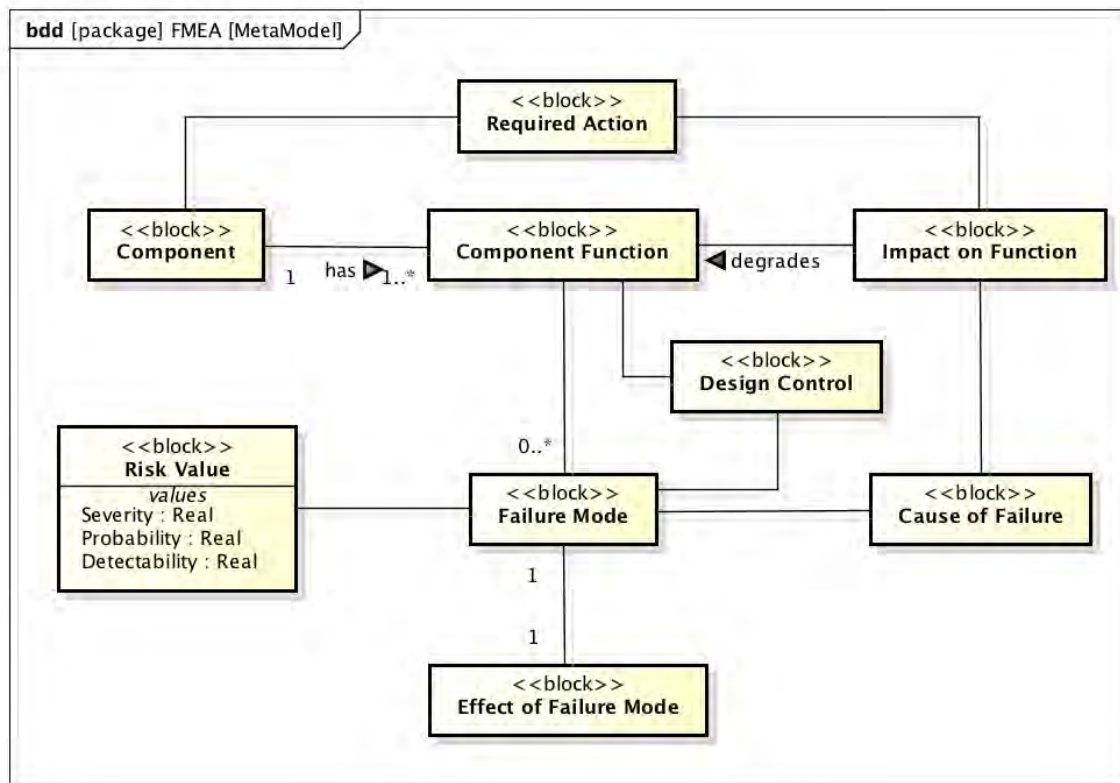 bdd [package] FMEA [MetaModel]
<<block>>
Required Action
<<block>>
Component
<<block>>
Component Function
<<block>>
Impact on Function
1
has
1..*
degrades
<<block>>
Design Control
0..*
<<block>>
Risk Value
values
Severity : Real
Probability : Real
Detectability : Real
<<block>>
Failure Mode
<<block>>
Cause of Failure
1
1
<<block>>
Effect of Failure Mode